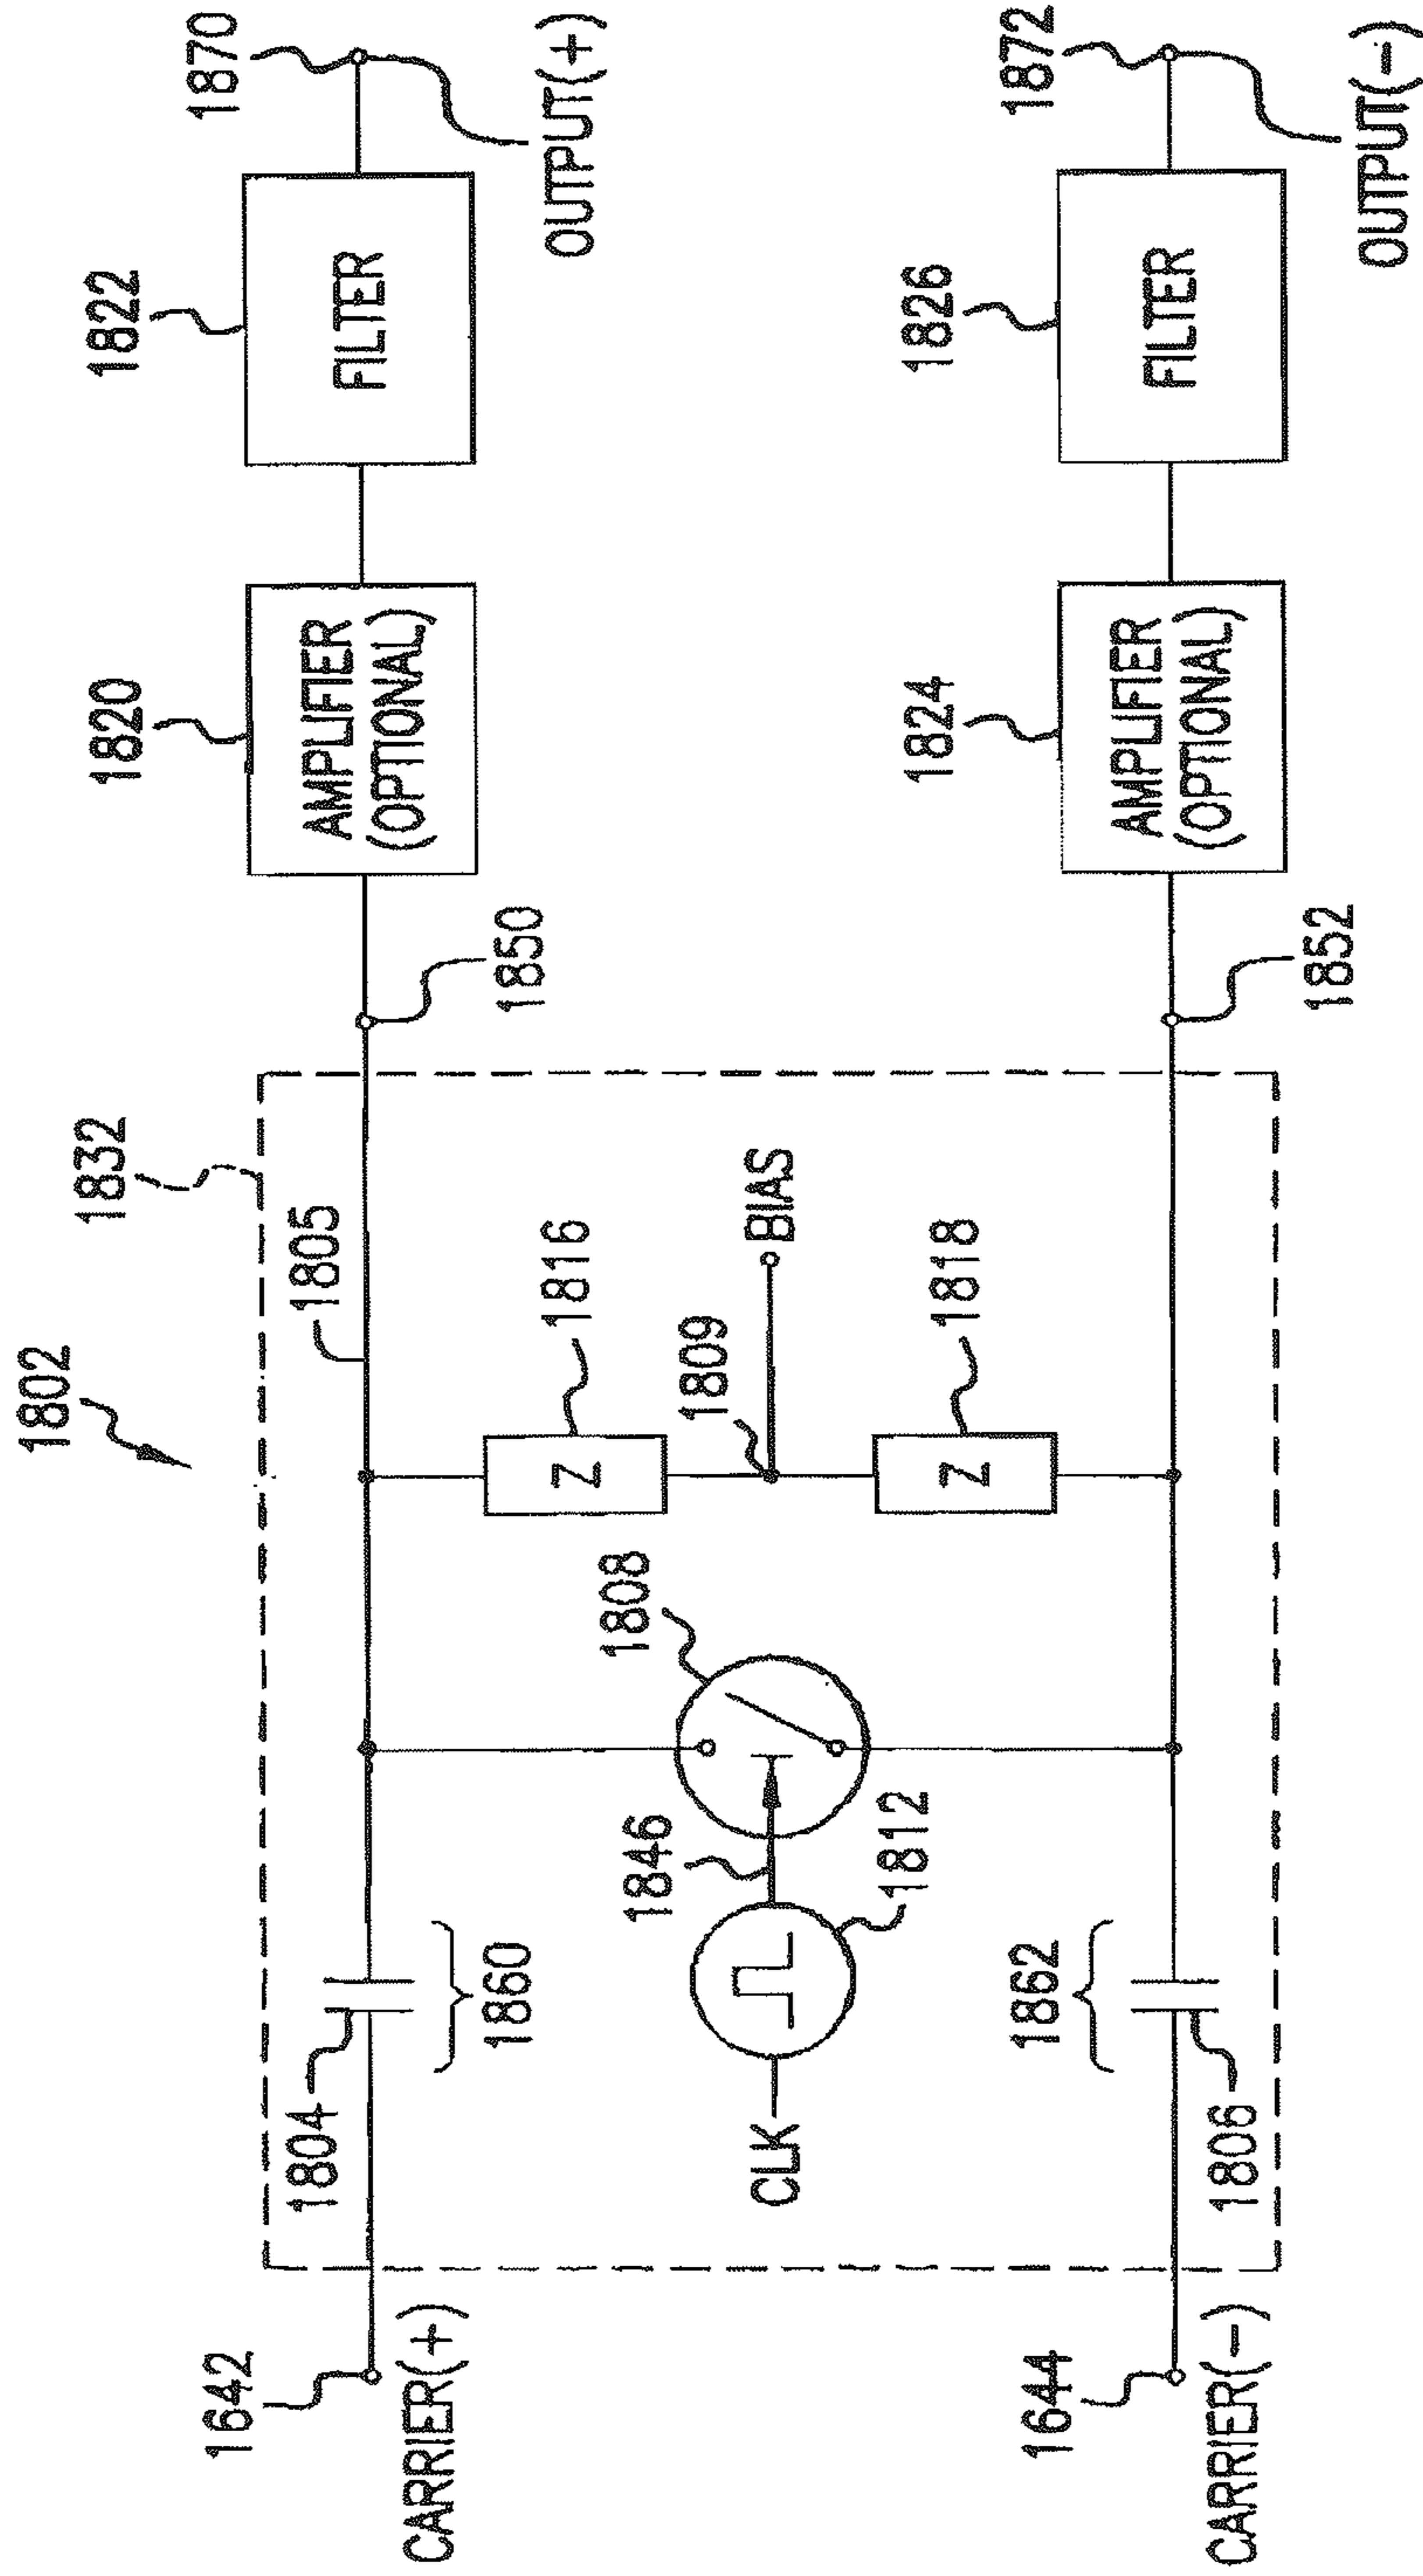 1802
1832
1642
CARRIER(+)
1804
1860
1805
1850
1820
AMPLIFIER
(OPTIONAL)
1822
FILTER
1870
OUTPUT(+)
CLK
1846
1812
1808
1809
BIAS
1816
Z
1818
Z
1644
CARRIER(-)
1862
1806
1852
1824
AMPLIFIER
(OPTIONAL)
1826
FILTER
1872
OUTPUT(-)